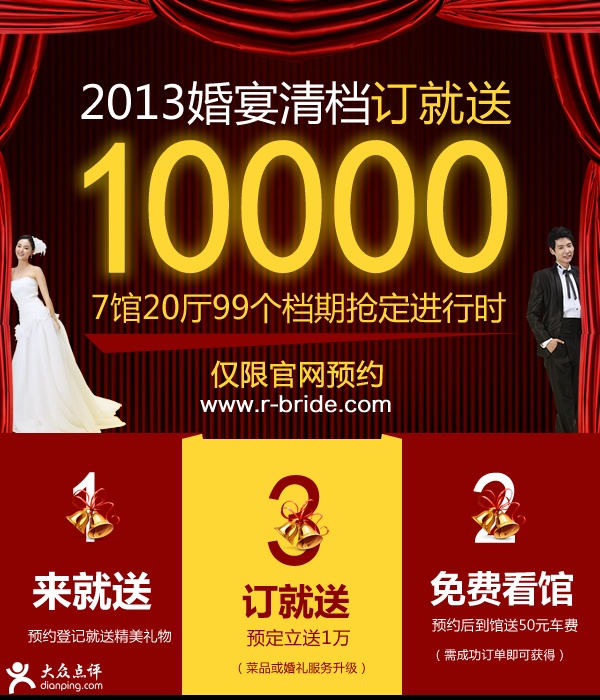 2013婚宴清档订就送
10000
7馆20厅99个档期抢定进行时
仅限官网预约
www.r-bride.com
1
来就送
预约登记就送精美礼物
3
订就送
预定立送1万
（菜品或婚礼服务升级）
2
免费看馆
预约后到馆送50元车费
（需成功订单即可获得）
大众点评
dianping.com